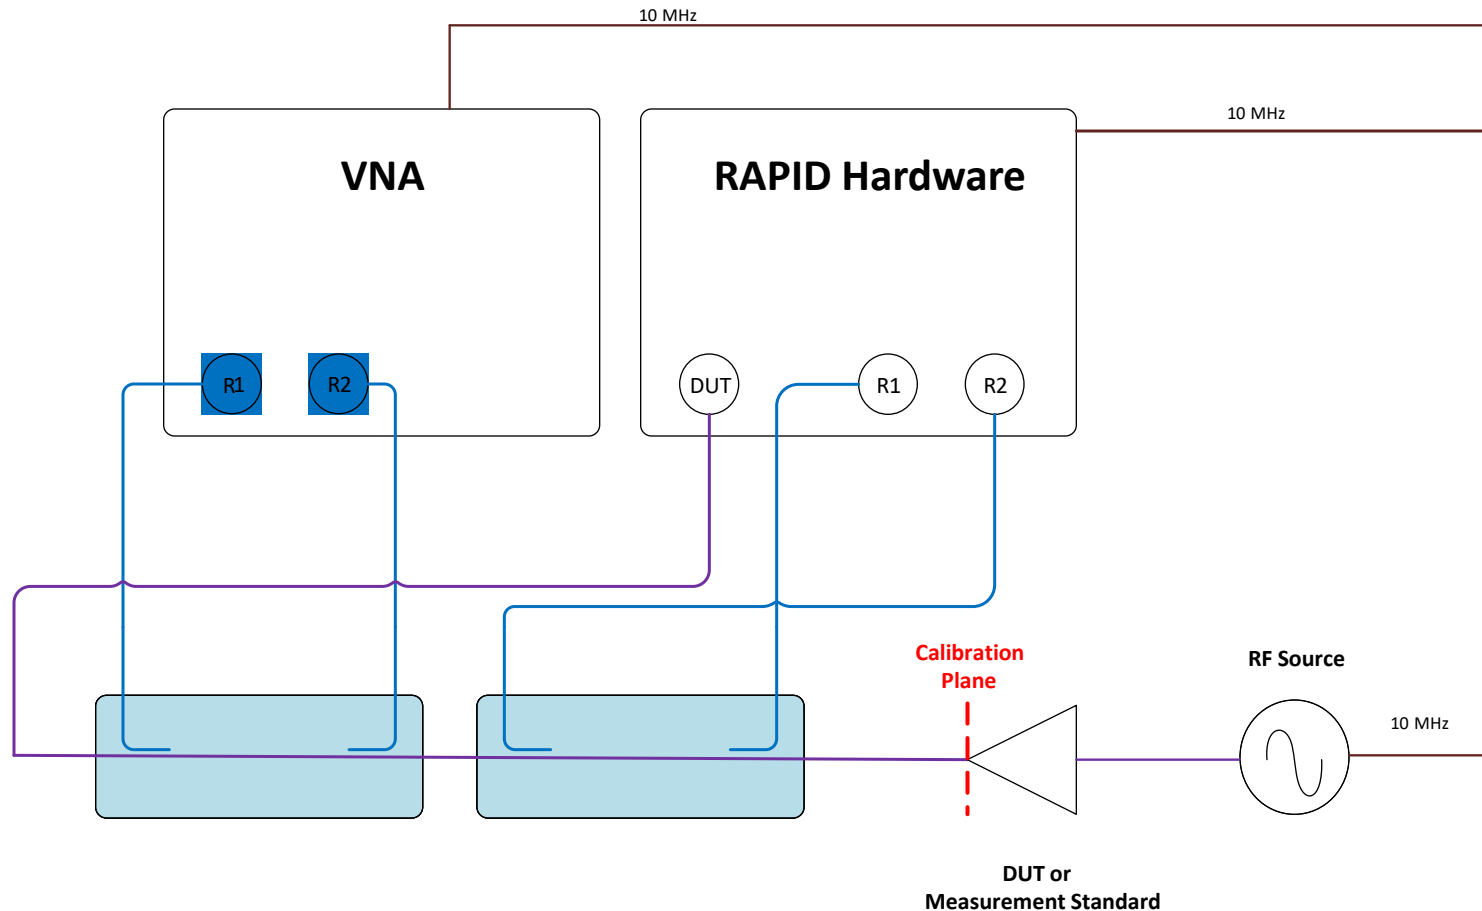 10 MHz
10 MHz
VNA
RAPID Hardware
R1
R2
DUT
R1
R2
Calibration
Plane
RF Source
10 MHz
DUT or
Measurement Standard